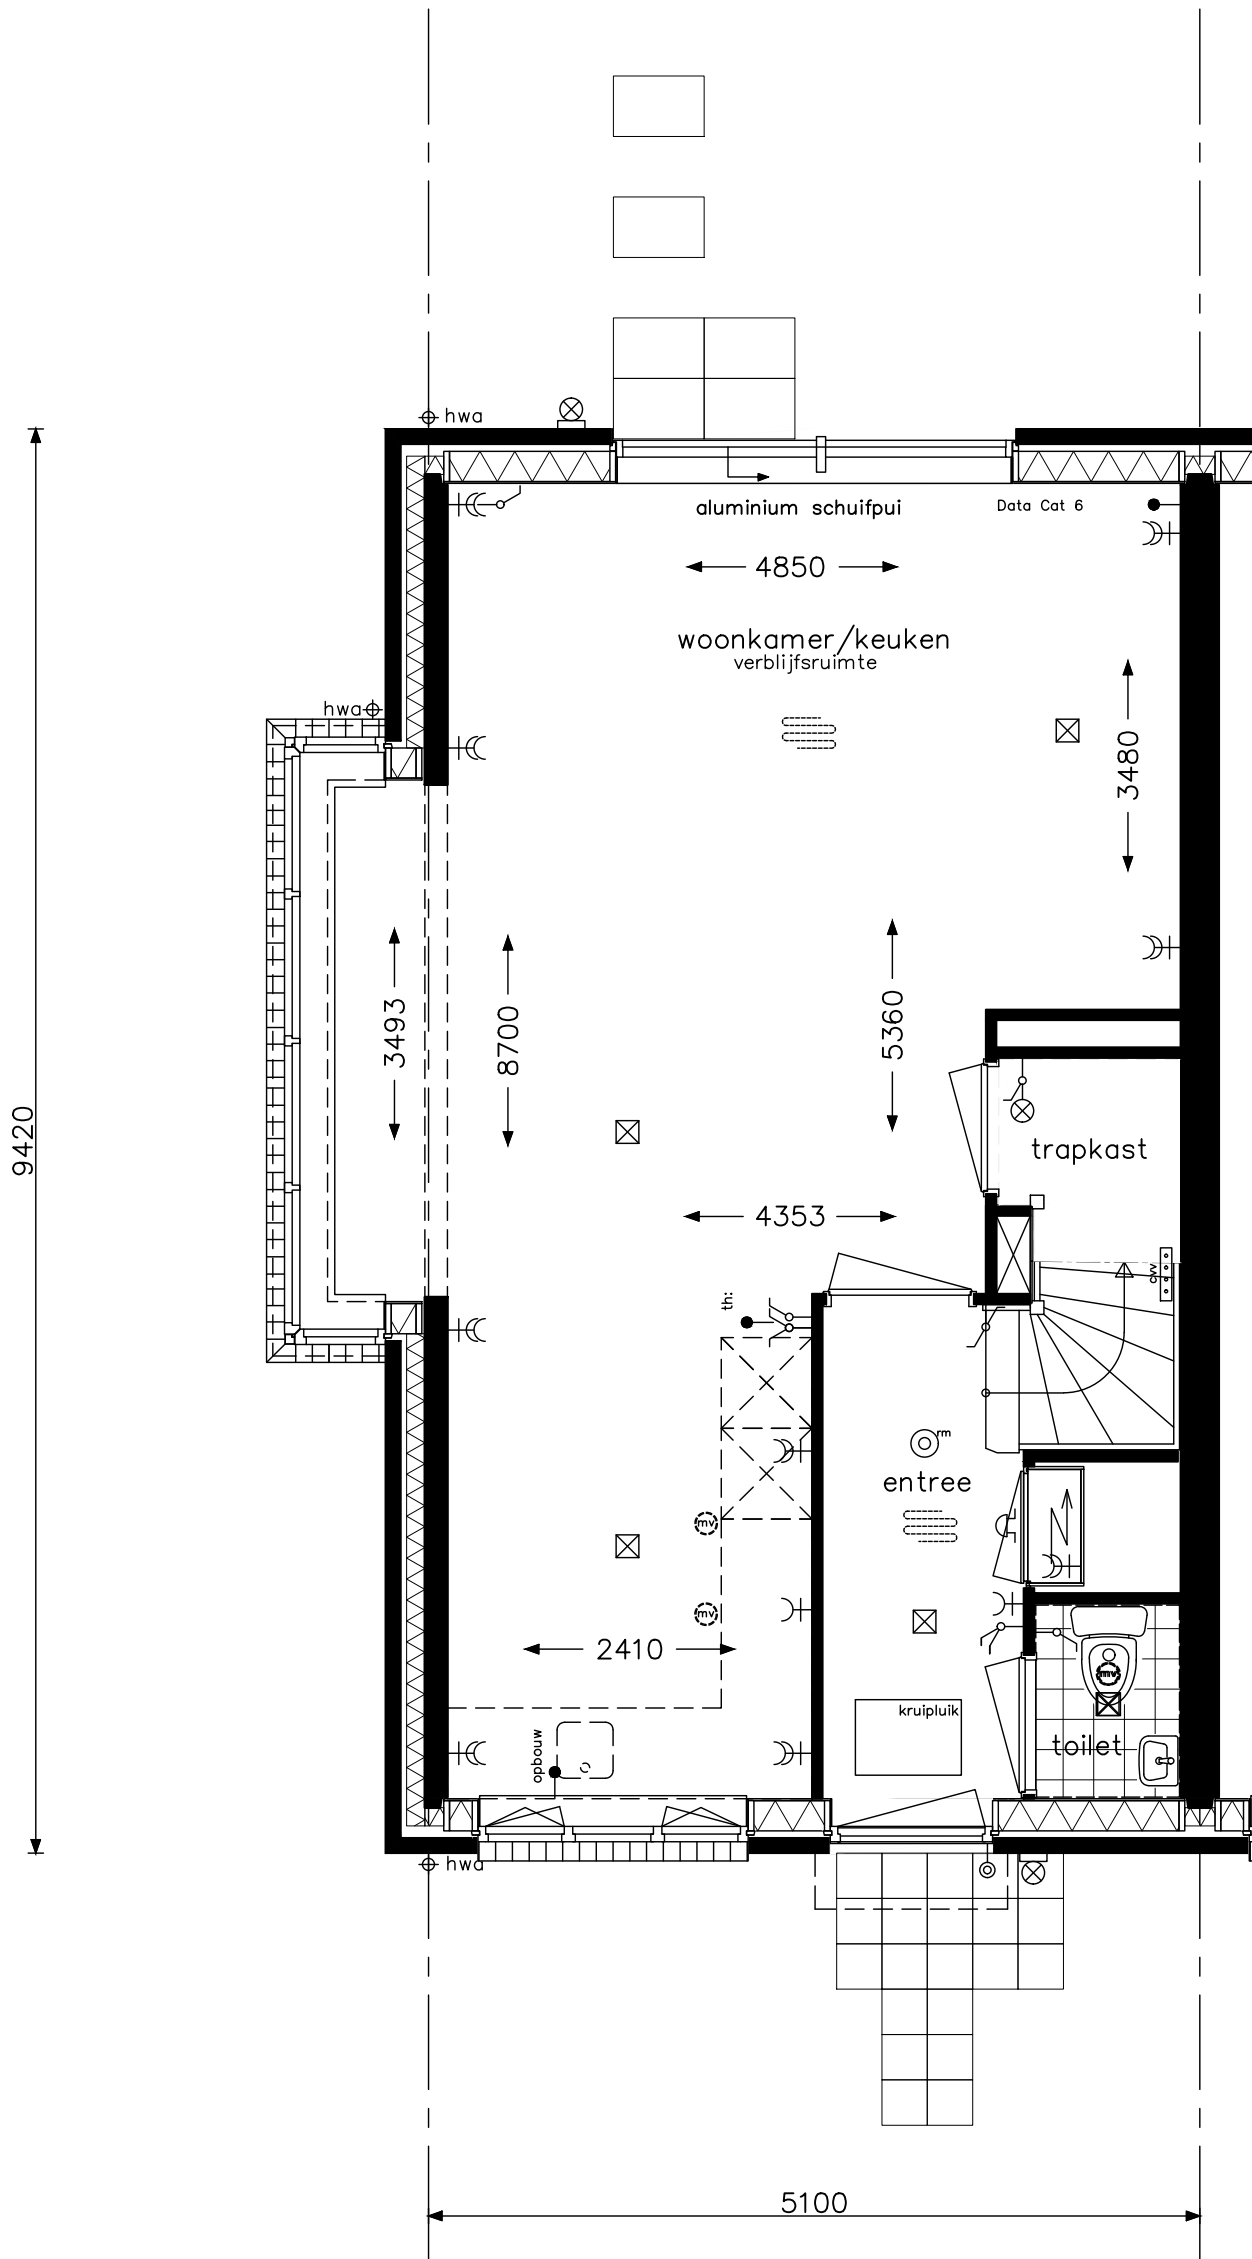 hwa
aluminium schuifpui
Data Cat 6
4850
woonkamer/keuken
verblijfsruimte
hwa
3480
3493
8700
5360
9420
trapkast
4353
cvv
th:
rm
entree
mv
mv
2410
mv
kruipluik
toilet
opbouw
hwa
5100